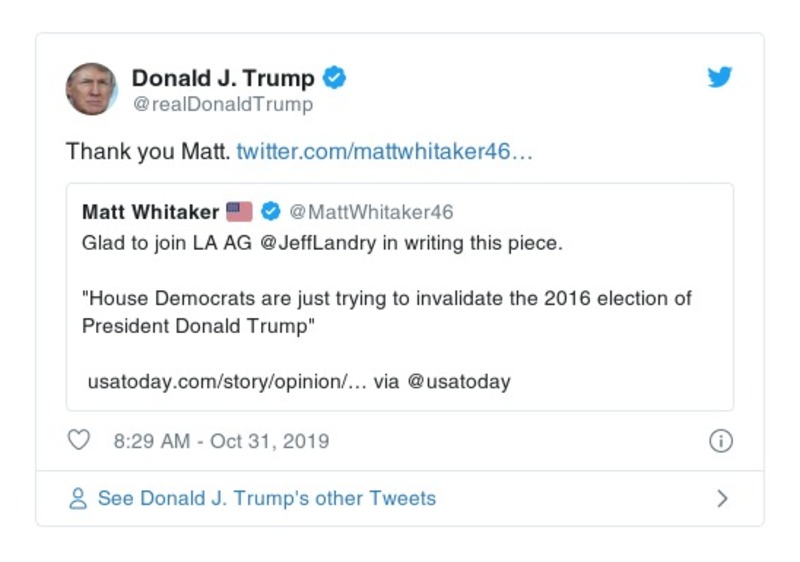 Donald J. Trump
@realDonaldTrump
Thank you Matt. twitter.com/mattwhitaker46…
Matt Whitaker 🇺🇸 @MattWhitaker46
Glad to join LA AG @JeffLandry in writing this piece.
"House Democrats are just trying to invalidate the 2016 election of
President Donald Trump"
usatoday.com/story/opinion/… via @usatoday
8:29 AM - Oct 31, 2019
See Donald J. Trump's other Tweets